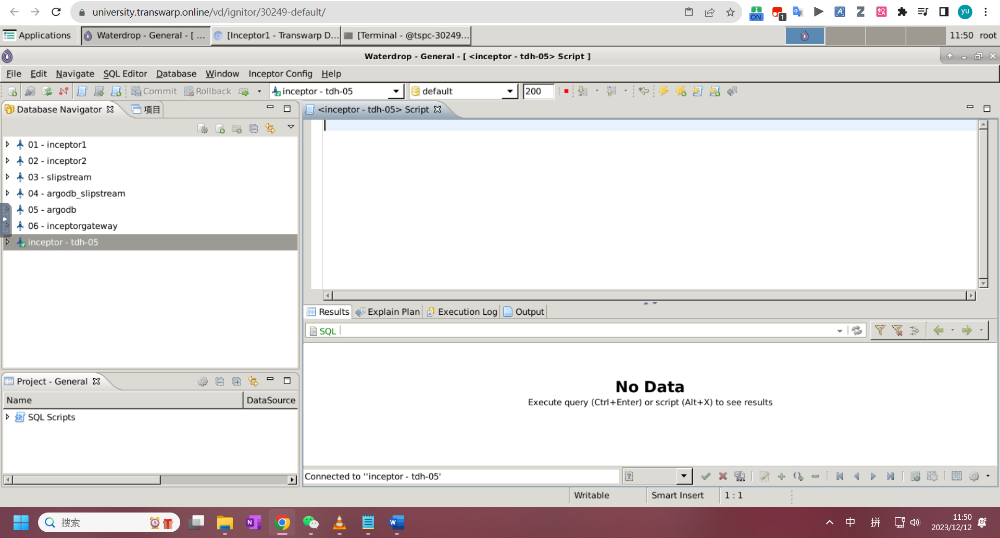 university.transwarp.online/vd/ignitor/30249-default/
ON
1
yu
Applications
Waterdrop - General - [ ...
[Inceptor1 - Transwarp D...
[Terminal - @tspc-30249...
11:50 root
Waterdrop - General - [ <inceptor - tdh-05> Script ]
File Edit Navigate SQL Editor Database Window Inceptor Config Help
Commit Rollback inceptor - tdh-05 default 200
Database Navigator 项目
<inceptor - tdh-05> Script
01 - inceptor1
02 - inceptor2
03 - slipstream
04 - argodb_slipstream
05 - argodb
06 - inceptorgateway
inceptor - tdh-05
Results Explain Plan Execution Log Output
SQL
Project - General
Name DataSource
SQL Scripts
No Data
Execute query (Ctrl+Enter) or script (Alt+X) to see results
Connected to ''inceptor - tdh-05'
Writable Smart Insert 1 : 1
搜索
中 拼
11:50
2023/12/12